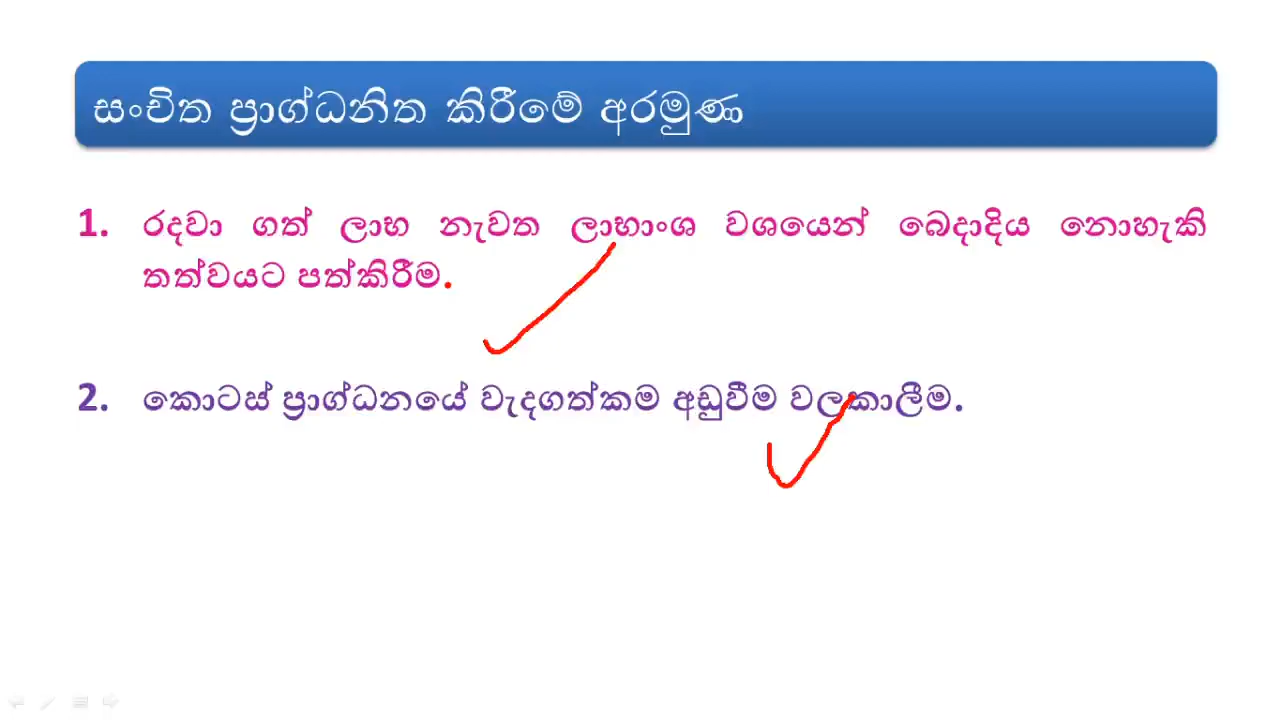 සංචිත ප්‍රාග්ධනිත කිරීමේ අරමුණ
1. රදවා ගත් ලාභ නැවත ලාභාංශ වශයෙන් බෙදාදිය නොහැකි
තත්වයට පත්කිරීම.
2. කොටස් ප්‍රාග්ධනයේ වැදගත්කම අඩුවීම වලකාලීම.